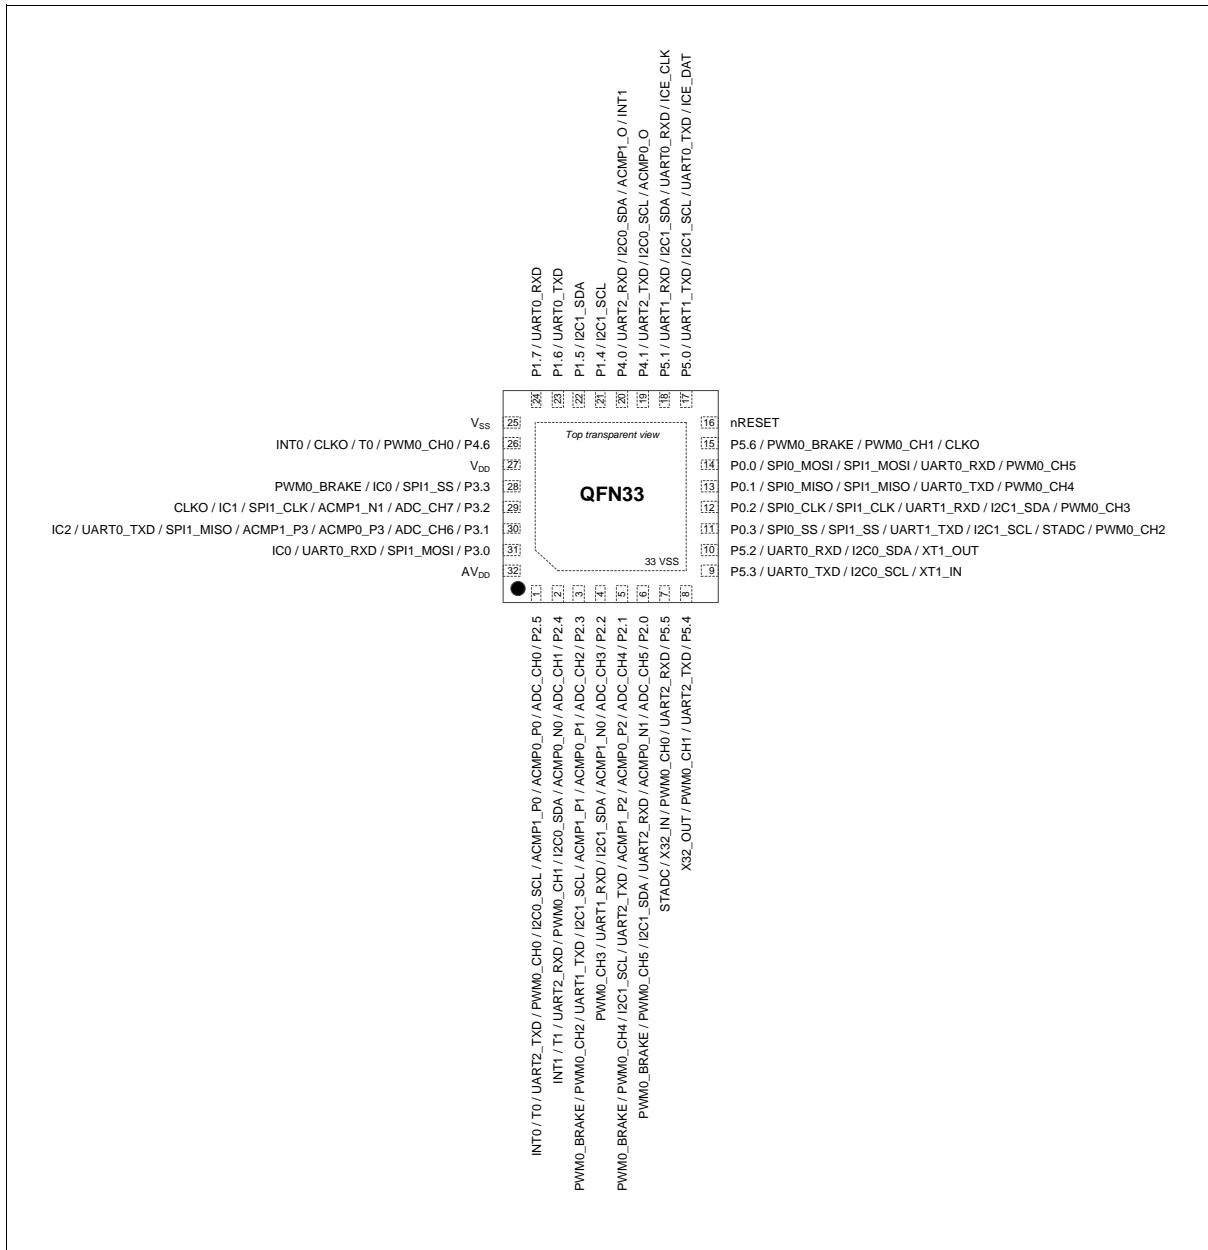 P1.7 / UART0_RXD
P1.6 / UART0_TXD
P1.5 / I2C1_SDA
P1.4 / I2C1_SCL
P4.0 / UART2_RXD / I2C0_SDA / ACMP1_O / INT1
P4.1 / UART2_TXD / I2C0_SCL / ACMP0_O
P5.1 / UART1_RXD / I2C1_SDA / UART0_RXD / ICE_CLK
P5.0 / UART1_TXD / I2C1_SCL / UART0_TXD / ICE_DAT
24 23 22 21 20 19 18 17
VSS 25
INT0 / CLKO / T0 / PWM0_CH0 / P4.6 26
VDD 27
PWM0_BRAKE / IC0 / SPI1_SS / P3.3 28
CLKO / IC1 / SPI1_CLK / ACMP1_N1 / ADC_CH7 / P3.2 29
IC2 / UART0_TXD / SPI1_MISO / ACMP1_P3 / ACMP0_P3 / ADC_CH6 / P3.1 30
IC0 / UART0_RXD / SPI1_MOSI / P3.0 31
AVDD 32
Top transparent view
QFN33
33 VSS
16 nRESET
15 P5.6 / PWM0_BRAKE / PWM0_CH1 / CLKO
14 P0.0 / SPI0_MOSI / SPI1_MOSI / UART0_RXD / PWM0_CH5
13 P0.1 / SPI0_MISO / SPI1_MISO / UART0_TXD / PWM0_CH4
12 P0.2 / SPI0_CLK / SPI1_CLK / UART1_RXD / I2C1_SDA / PWM0_CH3
11 P0.3 / SPI0_SS / SPI1_SS / UART1_TXD / I2C1_SCL / STADC / PWM0_CH2
10 P5.2 / UART0_RXD / I2C0_SDA / XT1_OUT
9 P5.3 / UART0_TXD / I2C0_SCL / XT1_IN
1 2 3 4 5 6 7 8
INT0 / T0 / UART2_TXD / PWM0_CH0 / I2C0_SCL / ACMP1_P0 / ACMP0_P0 / ADC_CH0 / P2.5
INT1 / T1 / UART2_RXD / PWM0_CH1 / I2C0_SDA / ACMP0_N0 / ADC_CH1 / P2.4
PWM0_BRAKE / PWM0_CH2 / UART1_TXD / I2C1_SCL / ACMP1_P1 / ACMP0_P1 / ADC_CH2 / P2.3
PWM0_CH3 / UART1_RXD / I2C1_SDA / ACMP1_N0 / ADC_CH3 / P2.2
PWM0_BRAKE / PWM0_CH4 / I2C1_SCL / UART2_TXD / ACMP1_P2 / ACMP0_P2 / ADC_CH4 / P2.1
PWM0_BRAKE / PWM0_CH5 / I2C1_SDA / UART2_RXD / ACMP0_N1 / ADC_CH5 / P2.0
STADC / X32_IN / PWM0_CH0 / UART2_RXD / P5.5
X32_OUT / PWM0_CH1 / UART2_TXD / P5.4